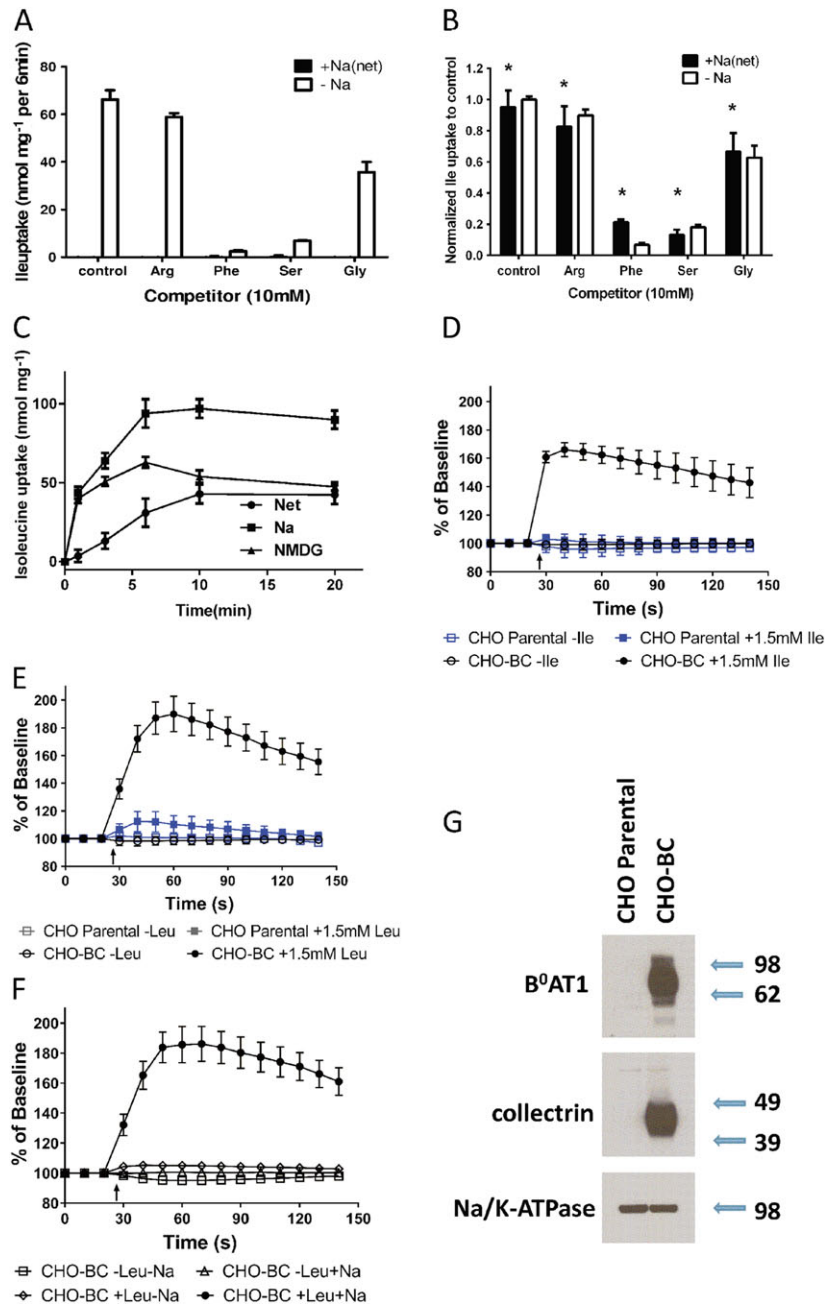 A
Ileuptake (nmol mg⁻¹ per 6min)
80
60
40
20
0
+Na(net)
- Na
control Arg Phe Ser Gly
Competitor (10mM)
B
Normalized Ile uptake to control
1.4
1.2
1.0
0.8
0.6
0.4
0.2
0.0
+Na(net)
- Na
* * * * *
control Arg Phe Ser Gly
Competitor (10mM)
C
Isoleucine uptake (nmol mg⁻¹)
100
50
0
Net
Na
NMDG
0 5 10 15 20
Time(min)
D
% of Baseline
180
160
140
120
100
80
0 30 60 90 120 150
Time (s)
CHO Parental -Ile CHO Parental +1.5mM Ile
CHO-BC -Ile CHO-BC +1.5mM Ile
E
% of Baseline
200
180
160
140
120
100
80
0 30 60 90 120 150
Time (s)
CHO Parental -Leu CHO Parental +1.5mM Leu
CHO-BC -Leu CHO-BC +1.5mM Leu
F
% of Baseline
200
180
160
140
120
100
80
0 30 60 90 120 150
Time (s)
CHO-BC -Leu-Na CHO-BC -Leu+Na
CHO-BC +Leu-Na CHO-BC +Leu+Na
G
CHO Parental
CHO-BC
B⁰AT1
98
62
collectrin
49
39
Na/K-ATPase
98